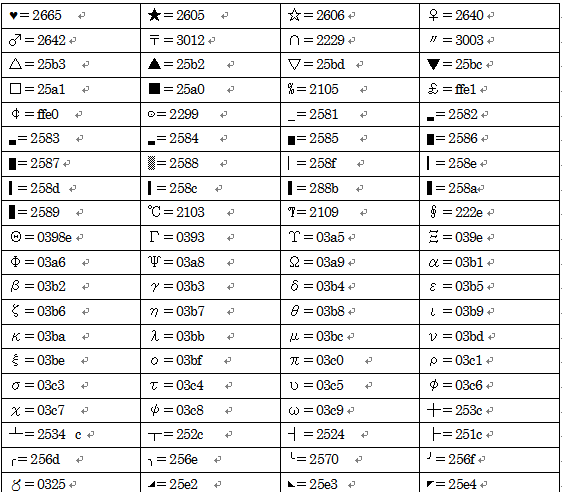 ♥＝2665 ★＝2605 ☆＝2606 ♀＝2640
♂＝2642 〒＝3012 ∩＝2229 〃＝3003
△＝25b3 ▲＝25b2 ▽＝25bd ▼＝25bc
□＝25a1 ■＝25a0 ℅＝2105 ￡＝ffe1
￠＝ffe0 ⊙＝2299 ▁＝2581 ▂＝2582
▃＝2583 ▄＝2584 ▅＝2585 ▆＝2586
▇＝2587 ▒＝2588 ▏＝258f ▎＝258e
▍＝258d ▌＝258c ▋＝288b ▊＝258a
▉＝2589 ℃＝2103 ℉＝2109 ∮＝222e
Θ＝0398e Γ＝0393 Υ＝03a5 Ξ＝039e
Φ＝03a6 Ψ＝03a8 Ω＝03a9 α＝03b1
β＝03b2 γ＝03b3 δ＝03b4 ε＝03b5
ζ＝03b6 η＝03b7 θ＝03b8 ι＝03b9
κ＝03ba λ＝03bb μ＝03bc ν＝03bd
ξ＝03be ο＝03bf π＝03c0 ρ＝03c1
σ＝03c3 τ＝03c4 υ＝03c5 φ＝03c6
χ＝03c7 ψ＝03c8 ω＝03c9 ┼＝253c
┴＝2534 c ┬＝252c ┤＝2524 ├＝251c
╭＝256d ╮＝256e ╰＝2570 ╯＝256f
♉＝0325 ◢＝25e2 ◣＝25e3 ◤＝25e4